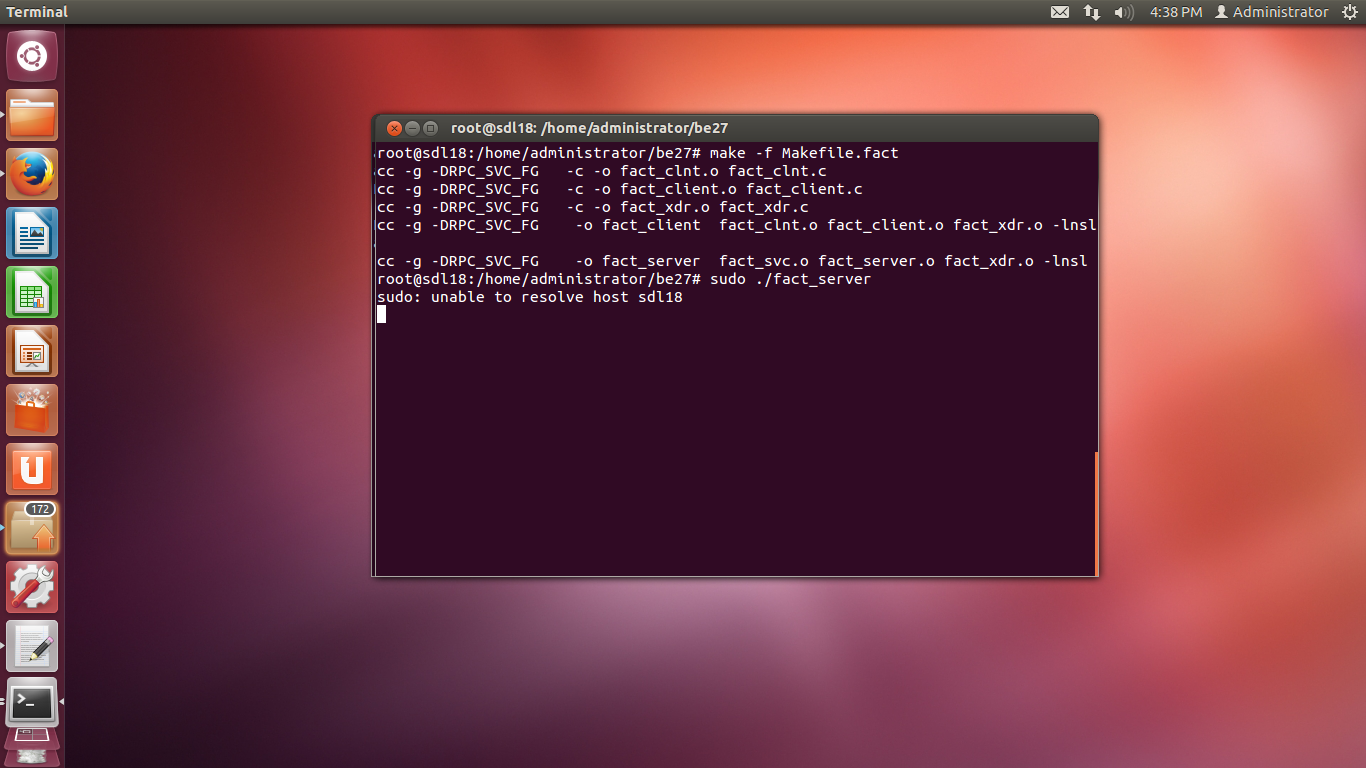 Terminal
4:38 PM Administrator
root@sdl18: /home/administrator/be27
root@sdl18:/home/administrator/be27# make -f Makefile.fact
cc -g -DRPC_SVC_FG   -c -o fact_clnt.o fact_clnt.c
cc -g -DRPC_SVC_FG   -c -o fact_client.o fact_client.c
cc -g -DRPC_SVC_FG   -c -o fact_xdr.o fact_xdr.c
cc -g -DRPC_SVC_FG    -o fact_client  fact_clnt.o fact_client.o fact_xdr.o -lnsl
cc -g -DRPC_SVC_FG    -o fact_server  fact_svc.o fact_server.o fact_xdr.o -lnsl
root@sdl18:/home/administrator/be27# sudo ./fact_server
sudo: unable to resolve host sdl18
172